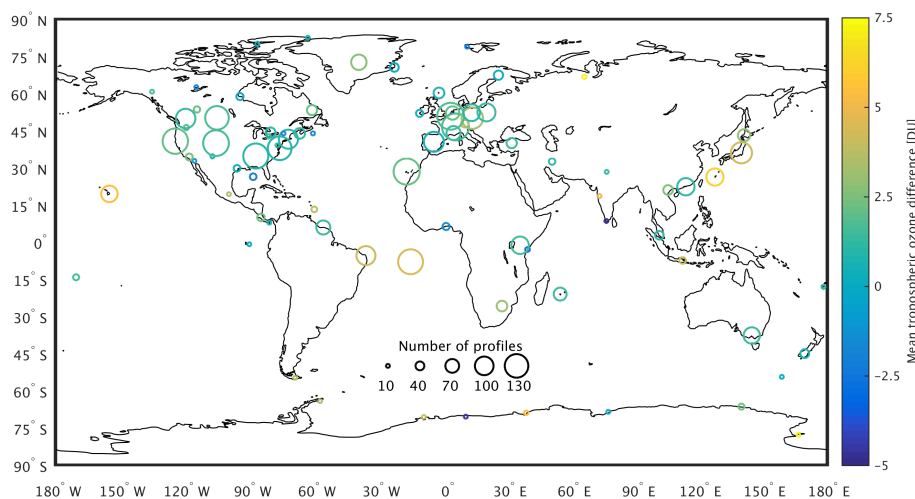 90° N
75° N
60° N
45° N
30° N
15° N
0°
15° S
30° S
45° S
60° S
75° S
90° S
180° W 150° W 120° W 90° W 60° W 30° W 0° 30° E 60° E 90° E 120° E 150° E 180° E
Number of profiles
10 40 70 100 130
7.5
5
2.5
0
−2.5
−5
Mean tropospheric ozone difference [DU]